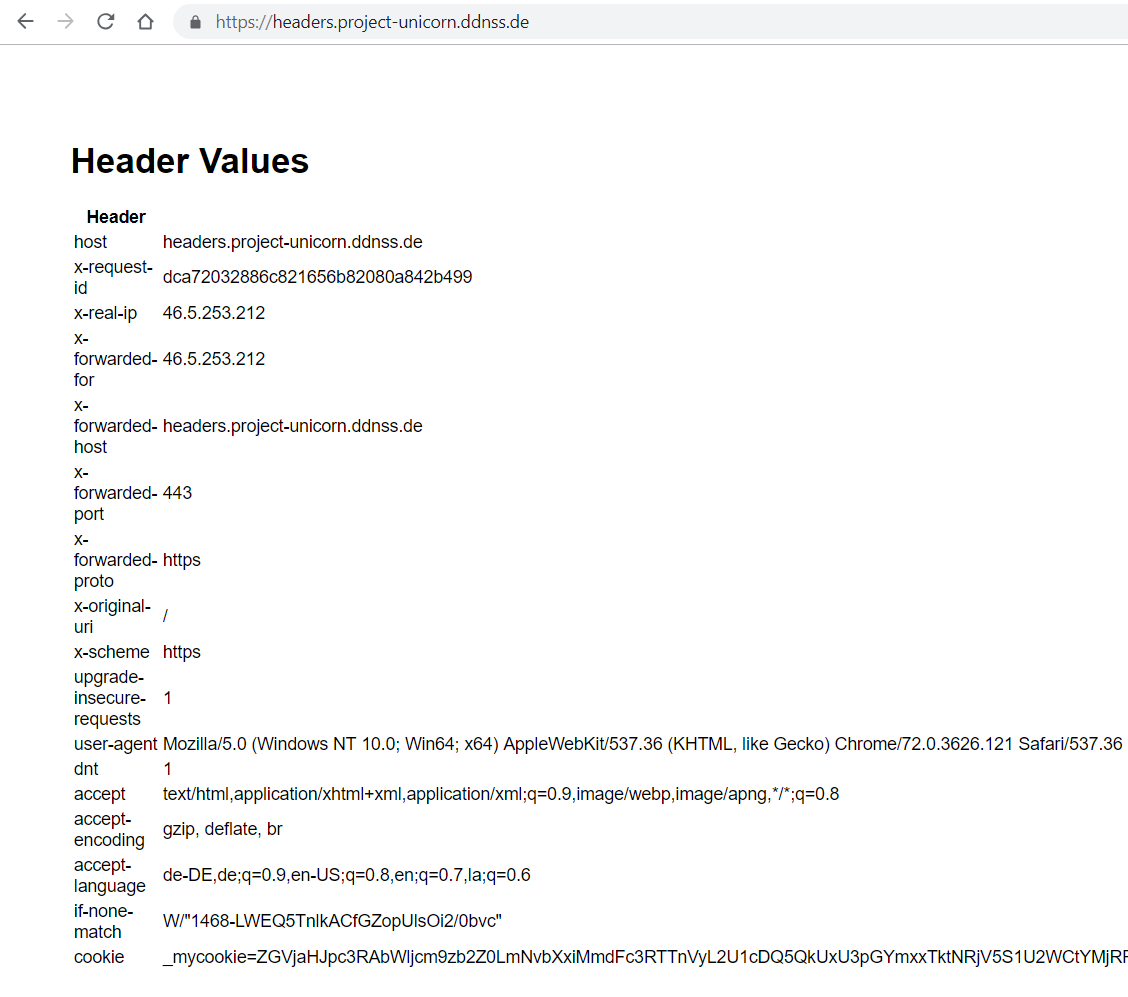 https://headers.project-unicorn.ddnss.de
Header Values
Header
host headers.project-unicorn.ddnss.de
x-request-
id dca72032886c821656b82080a842b499
x-real-ip 46.5.253.212
x-
forwarded- 46.5.253.212
for
x-
forwarded- headers.project-unicorn.ddnss.de
host
x-
forwarded- 443
port
x-
forwarded- https
proto
x-original-
uri /
x-scheme https
upgrade-
insecure- 1
requests
user-agent Mozilla/5.0 (Windows NT 10.0; Win64; x64) AppleWebKit/537.36 (KHTML, like Gecko) Chrome/72.0.3626.121 Safari/537.36
dnt 1
accept text/html,application/xhtml+xml,application/xml;q=0.9,image/webp,image/apng,*/*;q=0.8
accept-
encoding gzip, deflate, br
accept-
language de-DE,de;q=0.9,en-US;q=0.8,en;q=0.7,la;q=0.6
if-none-
match W/"1468-LWEQ5TnlkACfGZopUlsOi2/0bvc"
cookie